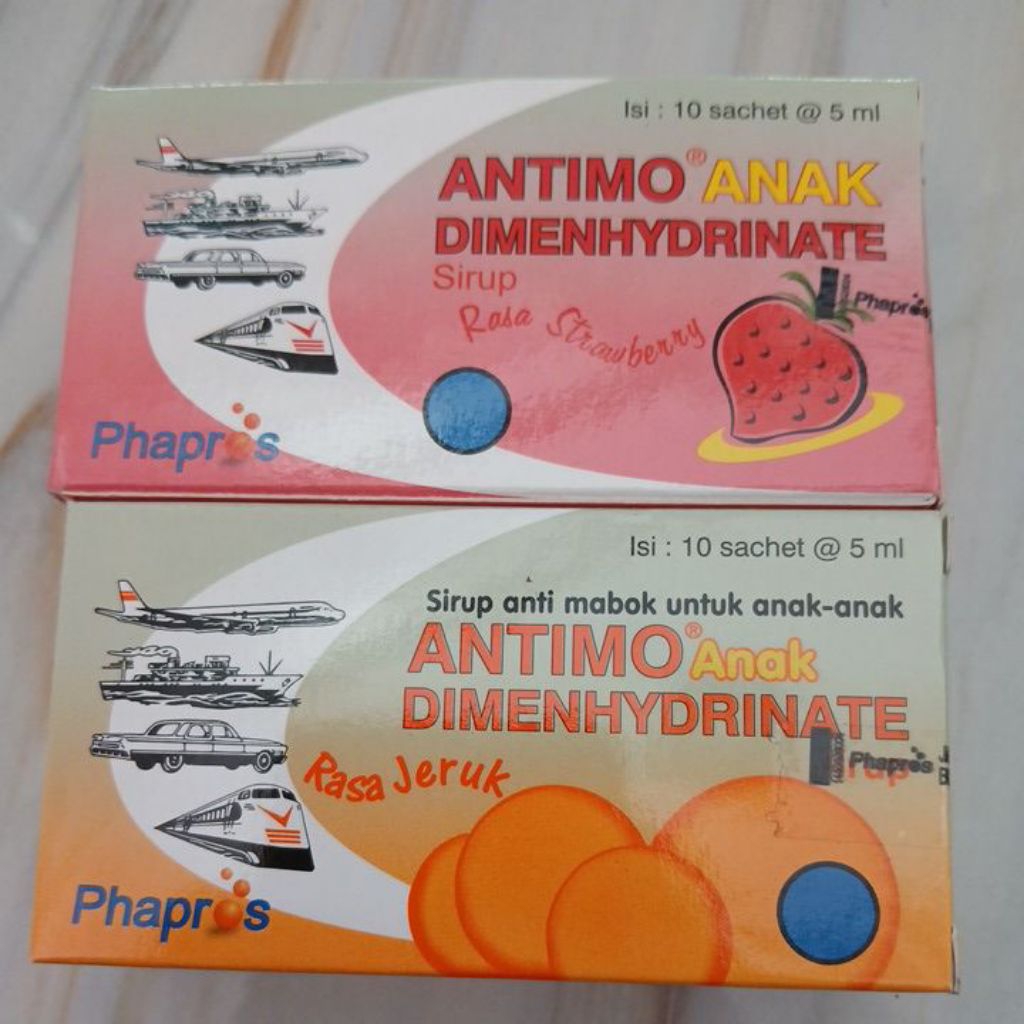 Isi : 10 sachet @ 5 ml
ANTIMO® ANAK
DIMENHYDRINATE
Sirup
Rasa Strawberry
Phapros
Phapros
Isi : 10 sachet @ 5 ml
Sirup anti mabok untuk anak-anak
ANTIMO® Anak
DIMENHYDRINATE
Rasa Jeruk
Phapros
Phapros